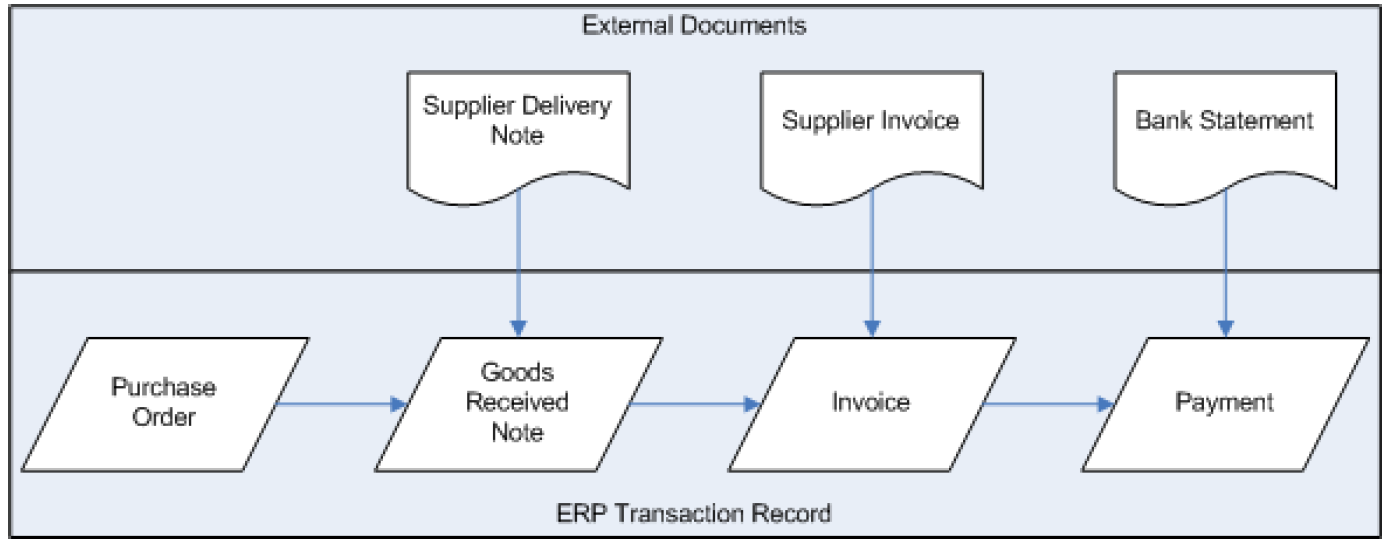 External Documents
Supplier Delivery
Note
Supplier Invoice
Bank Statement
Purchase
Order
Goods
Received
Note
Invoice
Payment
ERP Transaction Record